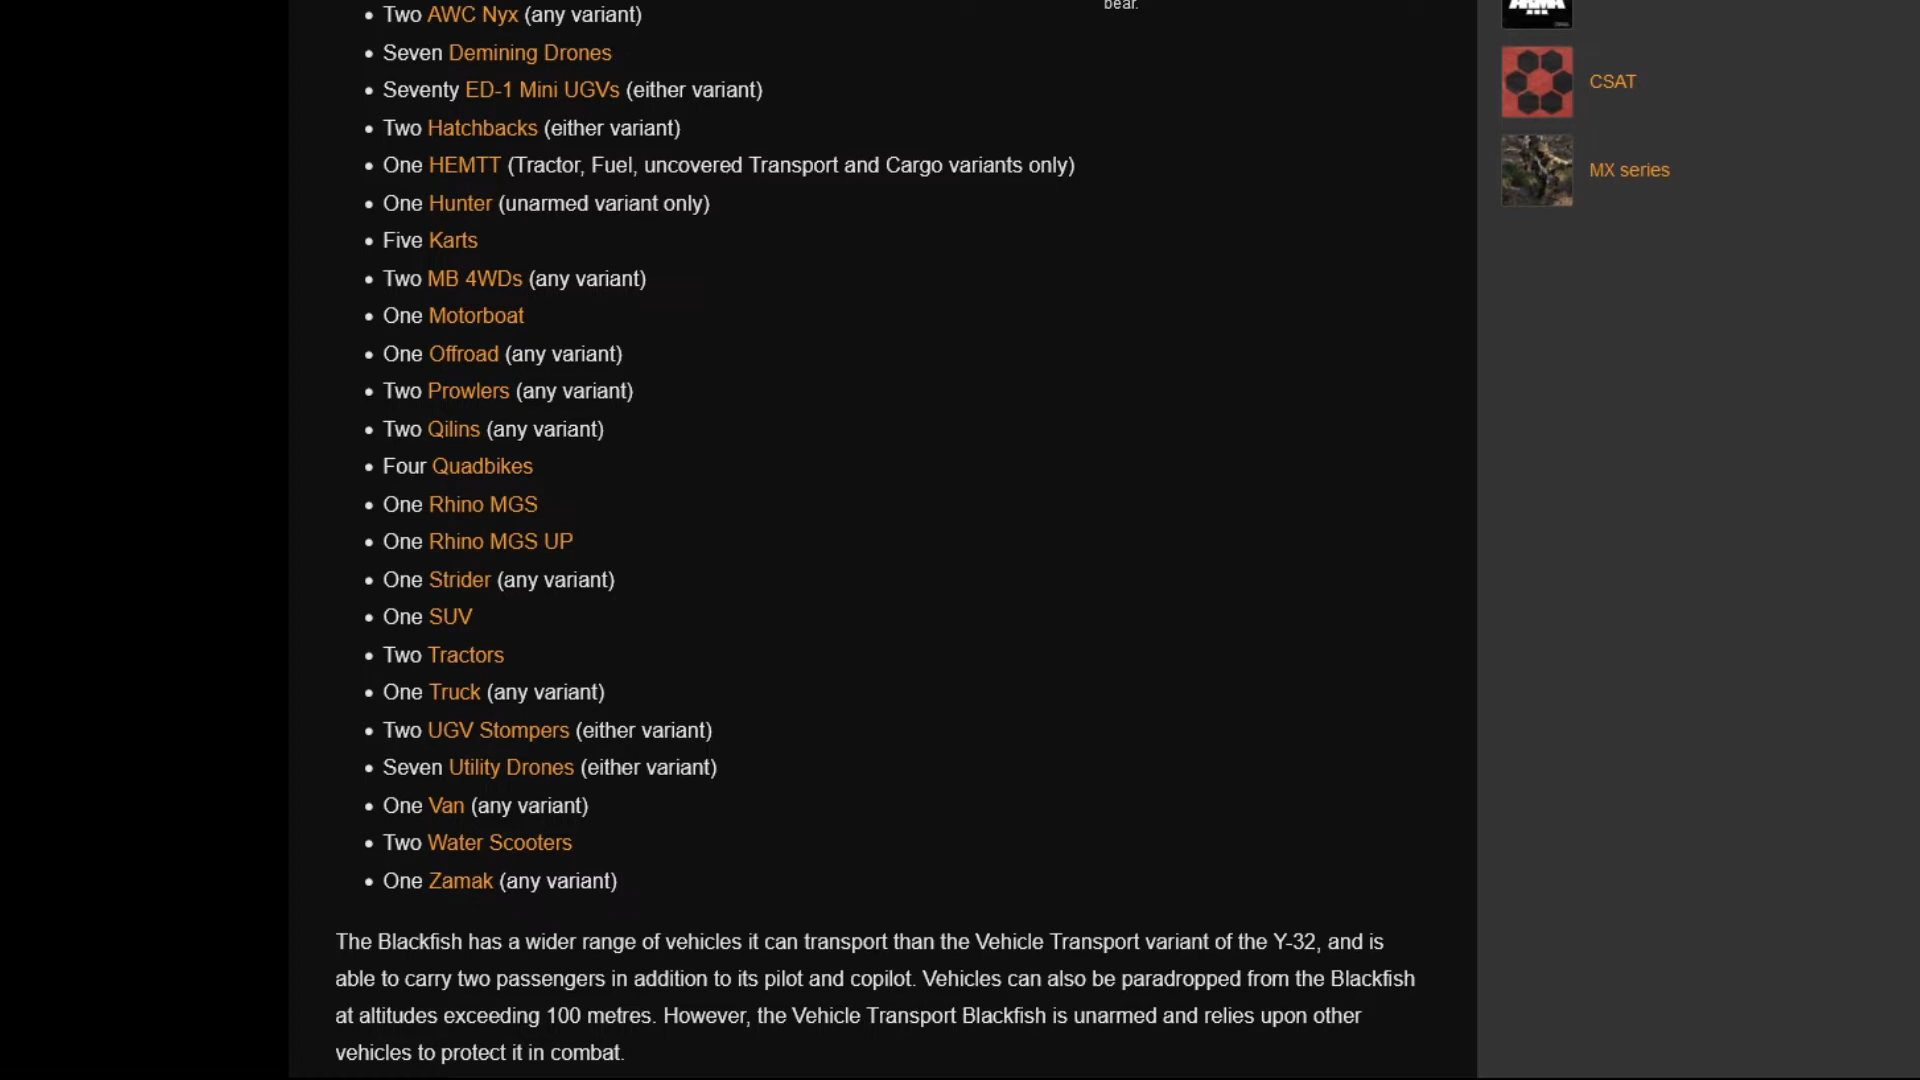 bear.
Two AWC Nyx (any variant)
Seven Demining Drones
Seventy ED-1 Mini UGVs (either variant)
Two Hatchbacks (either variant)
One HEMTT (Tractor, Fuel, uncovered Transport and Cargo variants only)
One Hunter (unarmed variant only)
Five Karts
Two MB 4WDs (any variant)
One Motorboat
One Offroad (any variant)
Two Prowlers (any variant)
Two Qilins (any variant)
Four Quadbikes
One Rhino MGS
One Rhino MGS UP
One Strider (any variant)
One SUV
Two Tractors
One Truck (any variant)
Two UGV Stompers (either variant)
Seven Utility Drones (either variant)
One Van (any variant)
Two Water Scooters
One Zamak (any variant)
The Blackfish has a wider range of vehicles it can transport than the Vehicle Transport variant of the Y-32, and is
able to carry two passengers in addition to its pilot and copilot. Vehicles can also be paradropped from the Blackfish
at altitudes exceeding 100 metres. However, the Vehicle Transport Blackfish is unarmed and relies upon other
vehicles to protect it in combat.
ARMA
III
CSAT
MX series